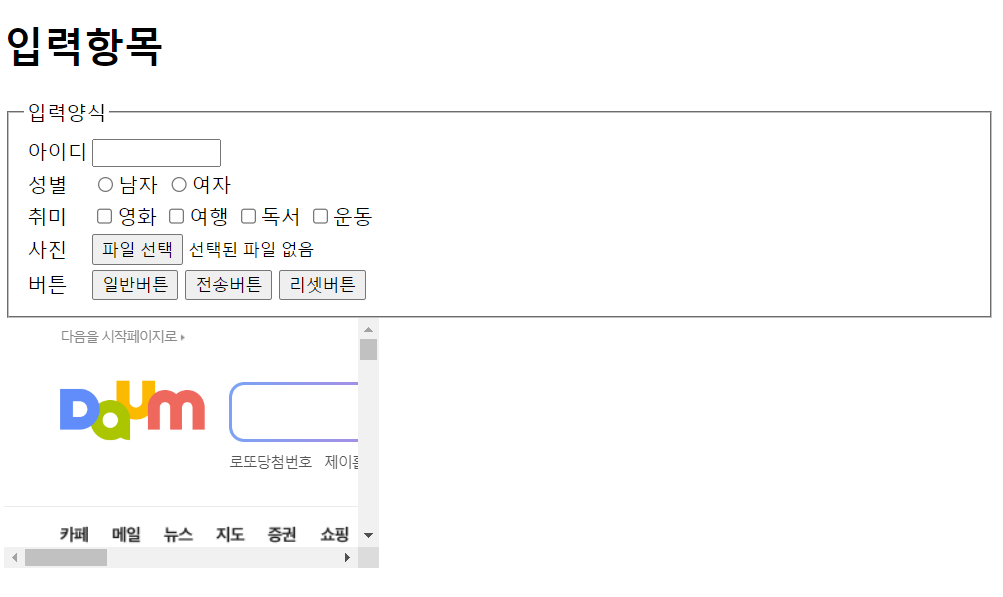 입력항목
입력양식
아이디
성별 남자 여자
취미 영화 여행 독서 운동
사진 파일 선택 선택된 파일 없음
버튼 일반버튼 전송버튼 리셋버튼
다음을 시작페이지로
Daum
로또당첨번호 제이
카페 메일 뉴스 지도 증권 쇼핑